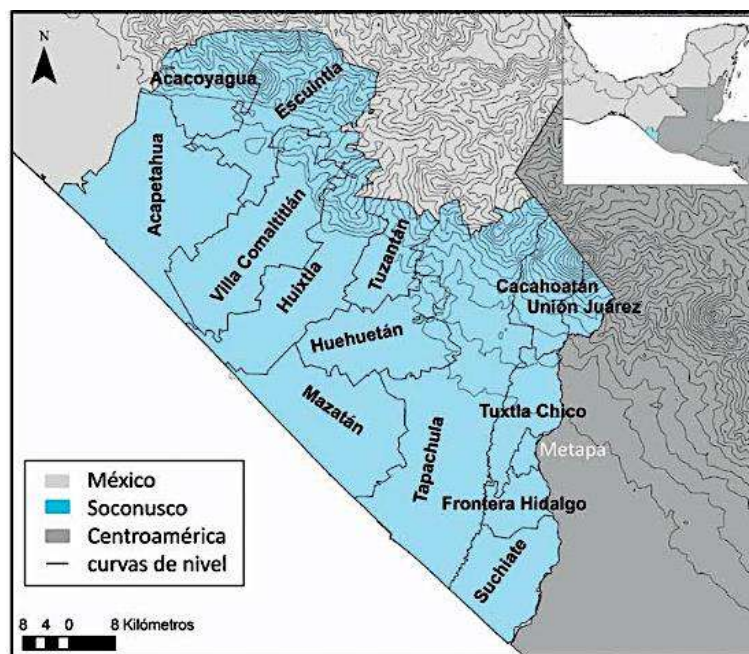 N
Acacoyagua
Escuintla
Acapetahua
Villa Comaltitlán
Huixtla
Tuzantán
Cacahoatán
Unión Juárez
Huehuetán
Mazatán
Tapachula
Tuxtla Chico
Metapa
Frontera Hidalgo
Suchiate
México
Soconusco
Centroamérica
curvas de nivel
8 4 0 8 Kilómetros